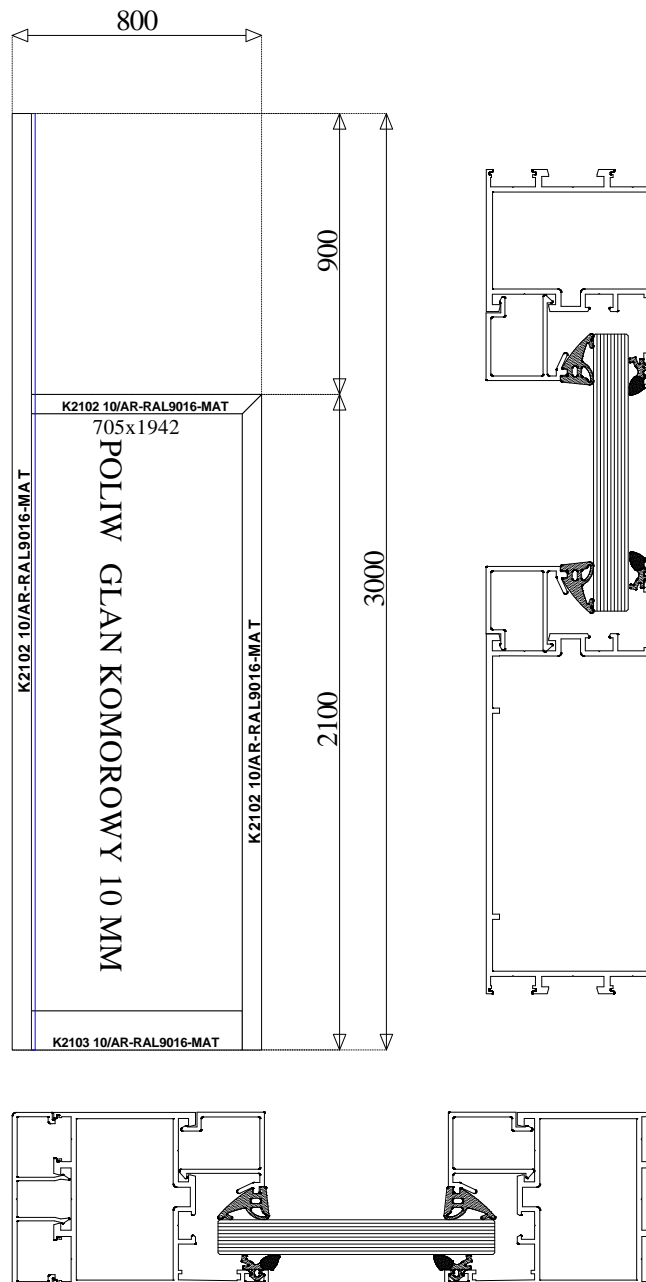 800
900
K2102 10/AR-RAL9016-MAT
705x1942
POLIW GLAN KOMOROWY 10 MM
K2102 10/AR-RAL9016-MAT
K2102 10/AR-RAL9016-MAT
2100
3000
K2103 10/AR-RAL9016-MAT